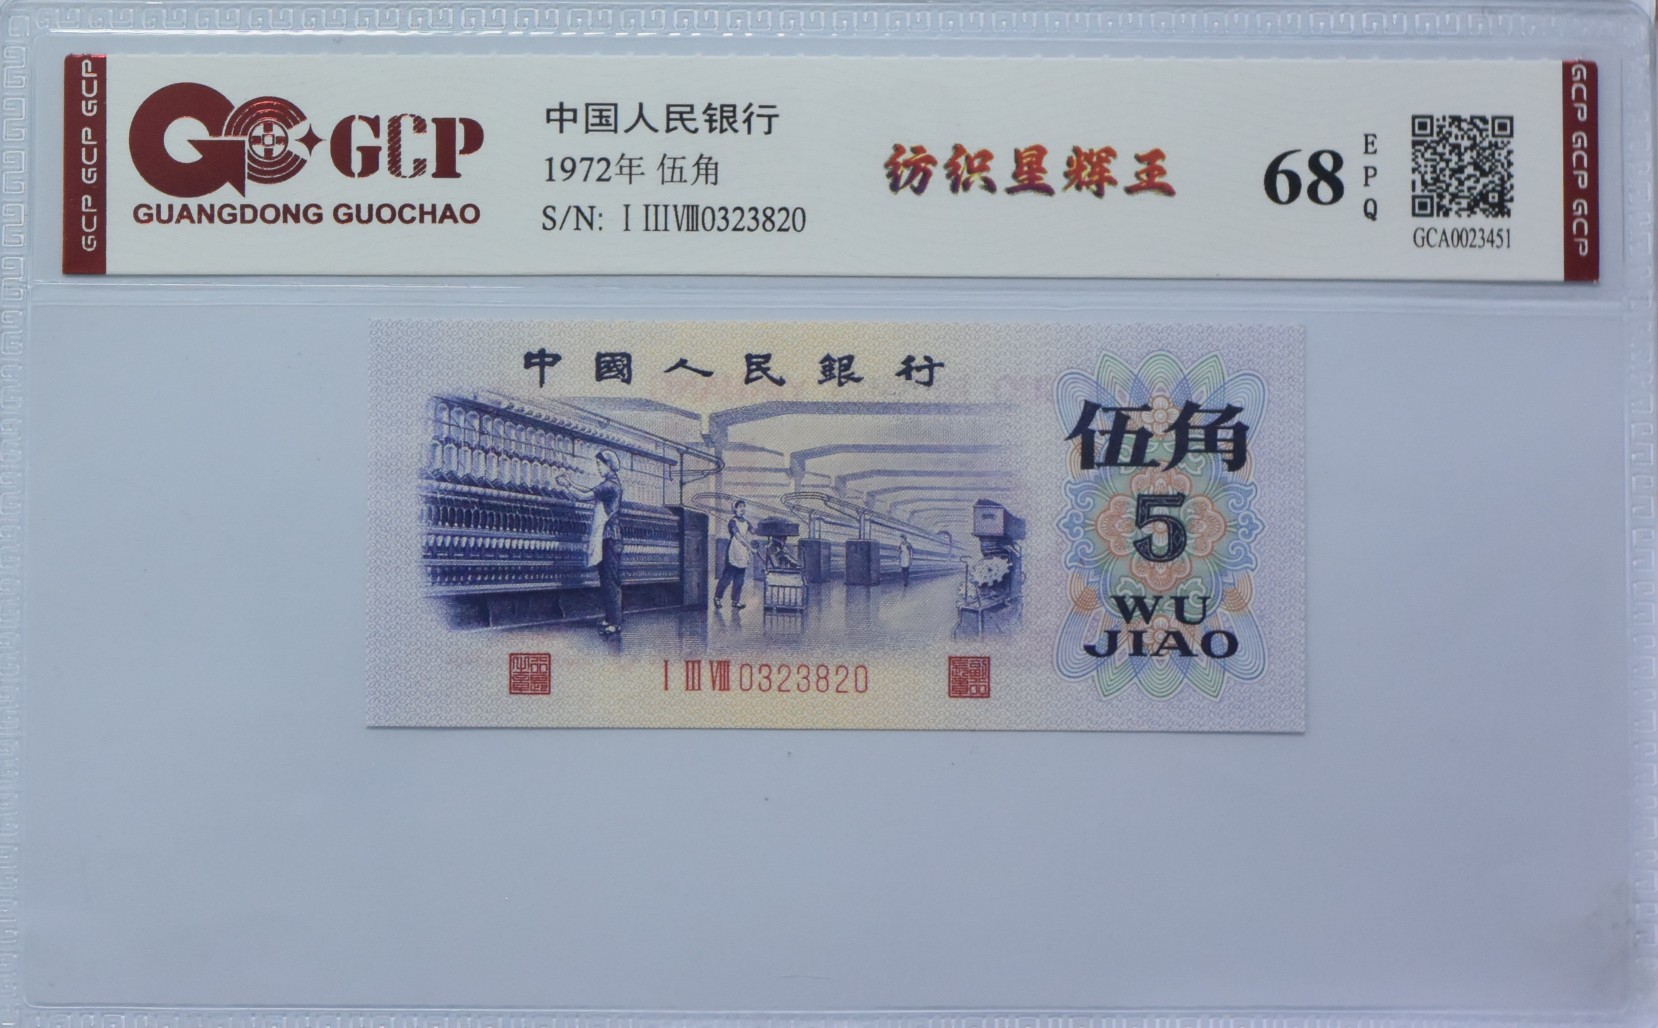 GCP GCP GCP
GCP
GUANGDONG GUOCHAO
中国人民银行
1972年 伍角
S/N: Ⅰ Ⅲ Ⅷ0323820
纺织星辉王
68
EPQ
GCA0023451
GCP GCP GCP
中國人民銀行
伍角
5
WU
JIAO
Ⅰ Ⅲ Ⅷ 0323820